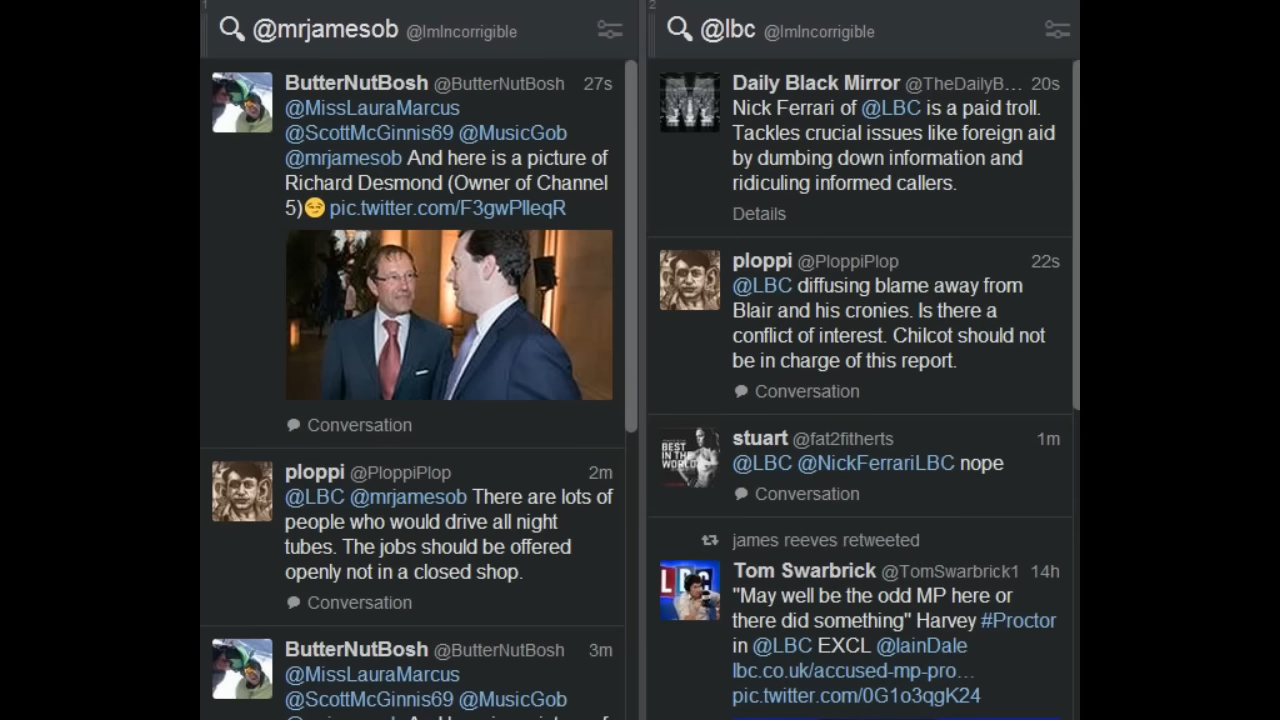 1
@mrjamesob @ImIncorrigible
ButterNutBosh @ButterNutBosh 27s
@MissLauraMarcus
@ScottMcGinnis69 @MusicGob
@mrjamesob And here is a picture of
Richard Desmond (Owner of Channel
5)😏 pic.twitter.com/F3gwPlleqR
Conversation
ploppi @PloppiPlop 2m
@LBC @mrjamesob There are lots of
people who would drive all night
tubes. The jobs should be offered
openly not in a closed shop.
Conversation
ButterNutBosh @ButterNutBosh 3m
@MissLauraMarcus
@ScottMcGinnis69 @MusicGob
2
@lbc @ImIncorrigible
Daily Black Mirror @TheDailyB… 20s
Nick Ferrari of @LBC is a paid troll.
Tackles crucial issues like foreign aid
by dumbing down information and
ridiculing informed callers.
Details
ploppi @PloppiPlop 22s
@LBC diffusing blame away from
Blair and his cronies. Is there a
conflict of interest. Chilcot should not
be in charge of this report.
Conversation
BEST
IN THE
WORLD
stuart @fat2fitherts 1m
@LBC @NickFerrariLBC nope
Conversation
james reeves retweeted
LBC
Tom Swarbrick @TomSwarbrick1 14h
"May well be the odd MP here or
there did something" Harvey #Proctor
in @LBC EXCL @IainDale
lbc.co.uk/accused-mp-pro…
pic.twitter.com/0G1o3qgK24